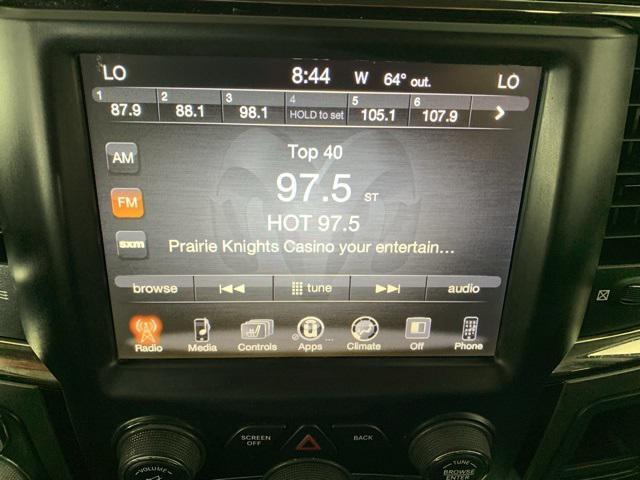 LO 8:44 W 64° out. LO
1 2 3 4 5 6
87.9 88.1 98.1 HOLD to set 105.1 107.9
AM
Top 40
97.5 ST
FM
HOT 97.5
sxm
Prairie Knights Casino your entertain...
browse tune audio
Radio Media Controls Apps Climate Off Phone
SCREEN OFF
BACK
VOLUME
TUNE
BROWSE
ENTER